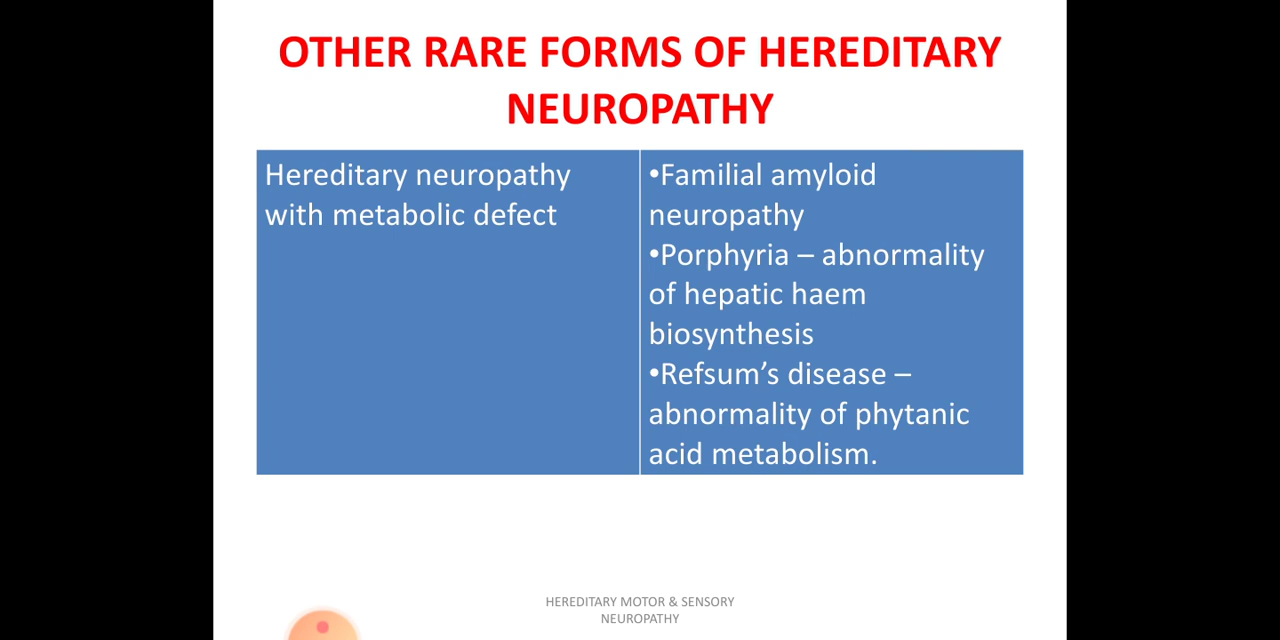 OTHER RARE FORMS OF HEREDITARY
NEUROPATHY
Hereditary neuropathy
with metabolic defect
•Familial amyloid
neuropathy
•Porphyria – abnormality
of hepatic haem
biosynthesis
•Refsum’s disease –
abnormality of phytanic
acid metabolism.
HEREDITARY MOTOR & SENSORY
NEUROPATHY